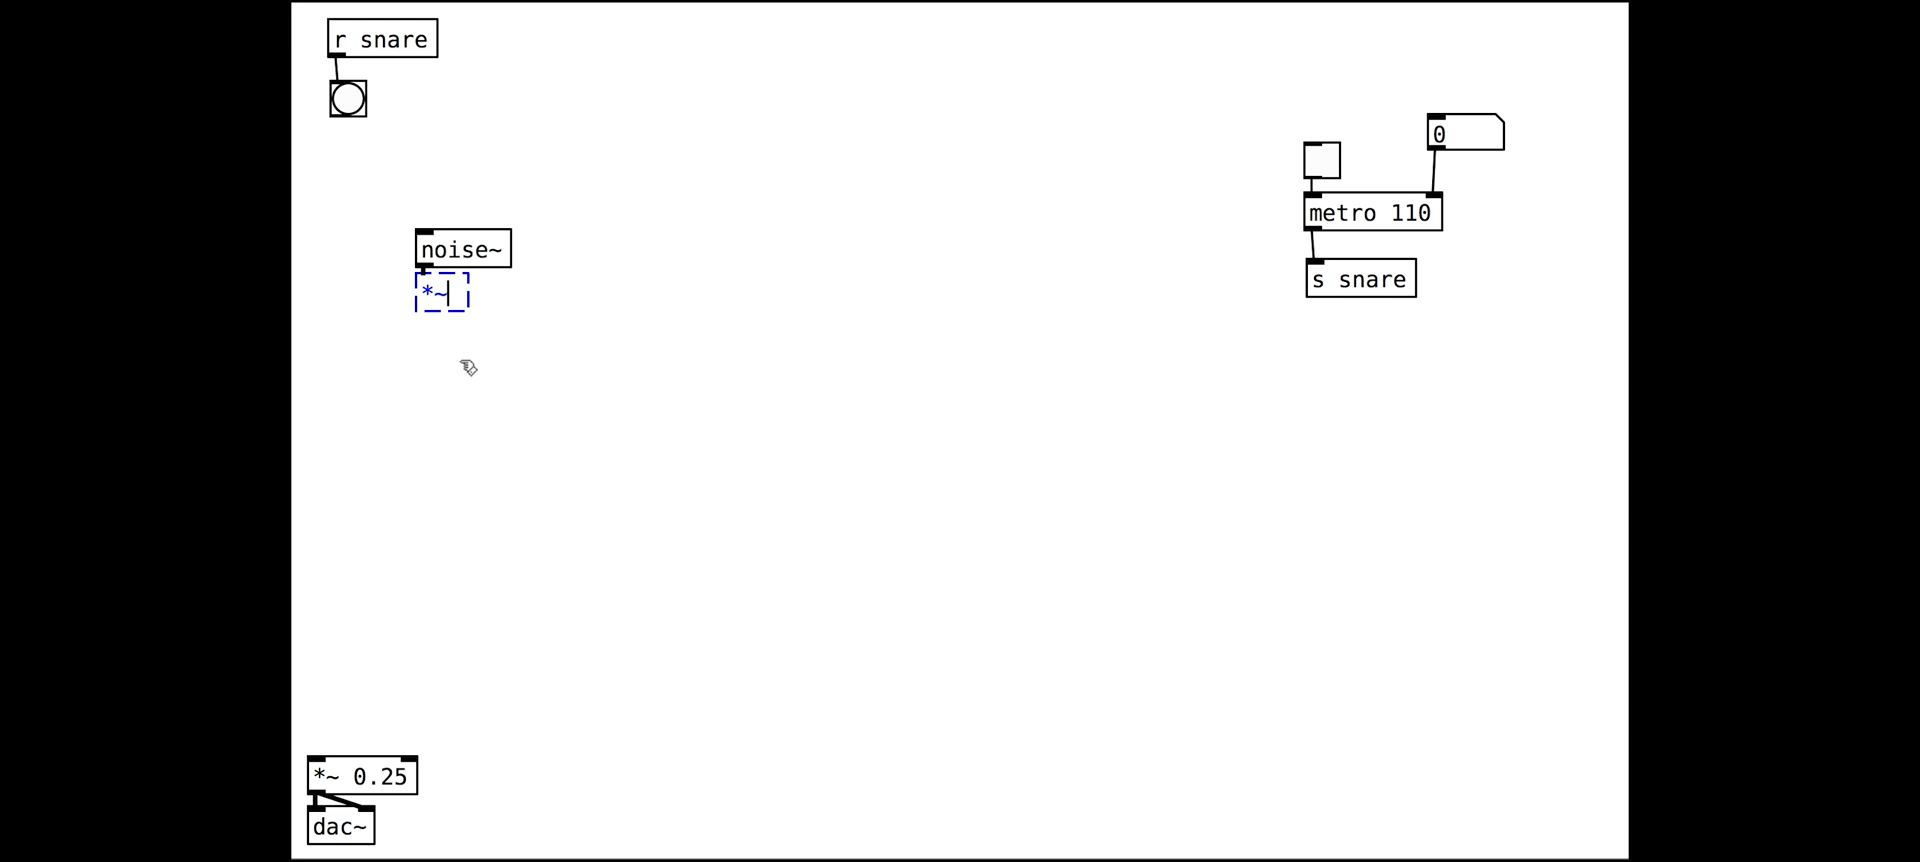 r snare
0
metro 110
noise~
s snare
*~
*~ 0.25
dac~